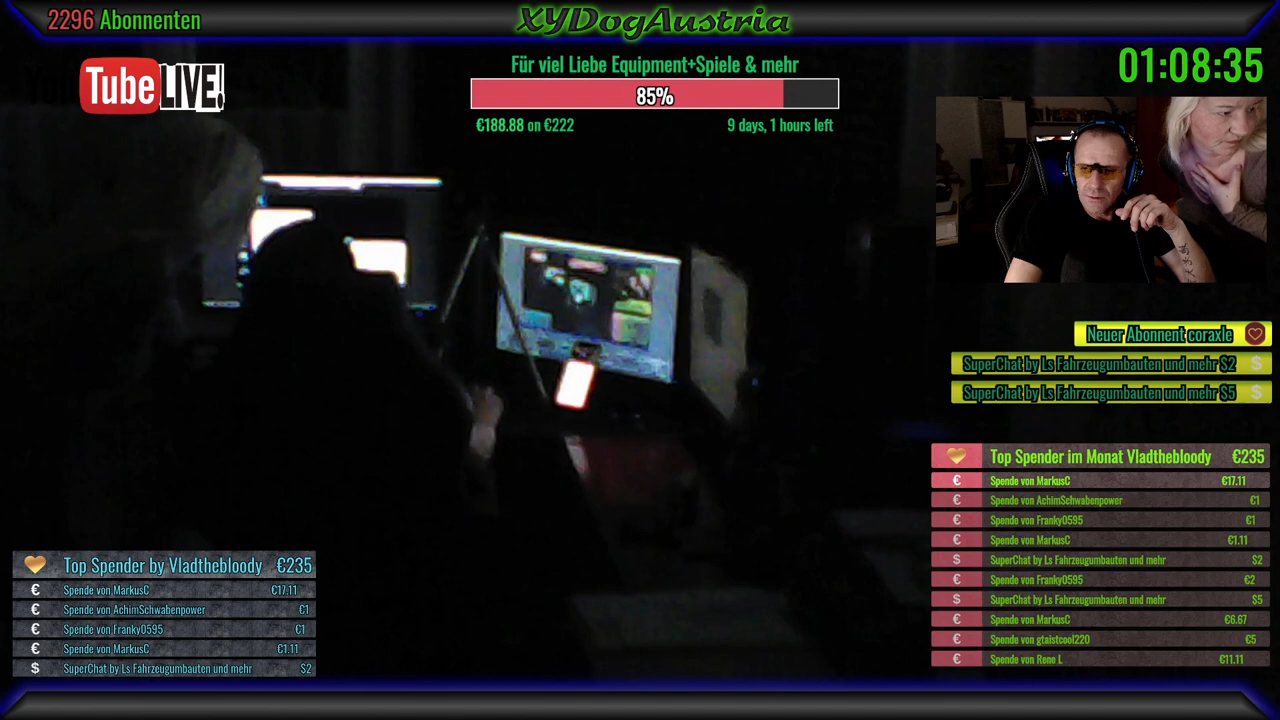 2296 Abonnenten
XYDogAustria
YouTube LIVE!
Für viel Liebe Equipment+Spiele & mehr
85%
€188.88 on €222
9 days, 1 hours left
01:08:35
Neuer Abonnent coraxle
SuperChat by Ls Fahrzeugumbauten und mehr $2 $
SuperChat by Ls Fahrzeugumbauten und mehr $5 $
Top Spender im Monat Vladthebloody €235
€ Spende von MarkusC €17.11
€ Spende von AchimSchwabenpower €1
€ Spende von Franky0595 €1
€ Spende von MarkusC €1.11
$ SuperChat by Ls Fahrzeugumbauten und mehr $2
€ Spende von Franky0595 €2
$ SuperChat by Ls Fahrzeugumbauten und mehr $5
€ Spende von MarkusC €6.67
€ Spende von gtaistcool220 €5
€ Spende von Rene L €11.11
Top Spender by Vladthebloody €235
€ Spende von MarkusC €17.11
€ Spende von AchimSchwabenpower €1
€ Spende von Franky0595 €1
€ Spende von MarkusC €1.11
$ SuperChat by Ls Fahrzeugumbauten und mehr $2